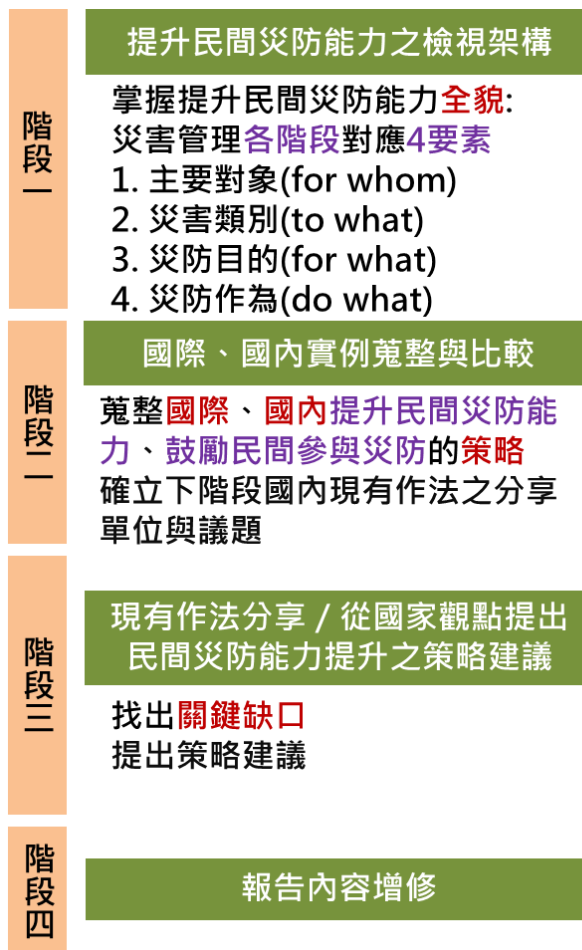 階段一
提升民間災防能力之檢視架構
掌握提升民間災防能力全貌:
災害管理各階段對應4要素
1. 主要對象(for whom)
2. 災害類別(to what)
3. 災防目的(for what)
4. 災防作為(do what)
階段二
國際、國內實例蒐整與比較
蒐整國際、國內提升民間災防能
力、鼓勵民間參與災防的策略
確立下階段國內現有作法之分享
單位與議題
階段三
現有作法分享 / 從國家觀點提出
民間災防能力提升之策略建議
找出關鍵缺口
提出策略建議
階段四
報告內容增修